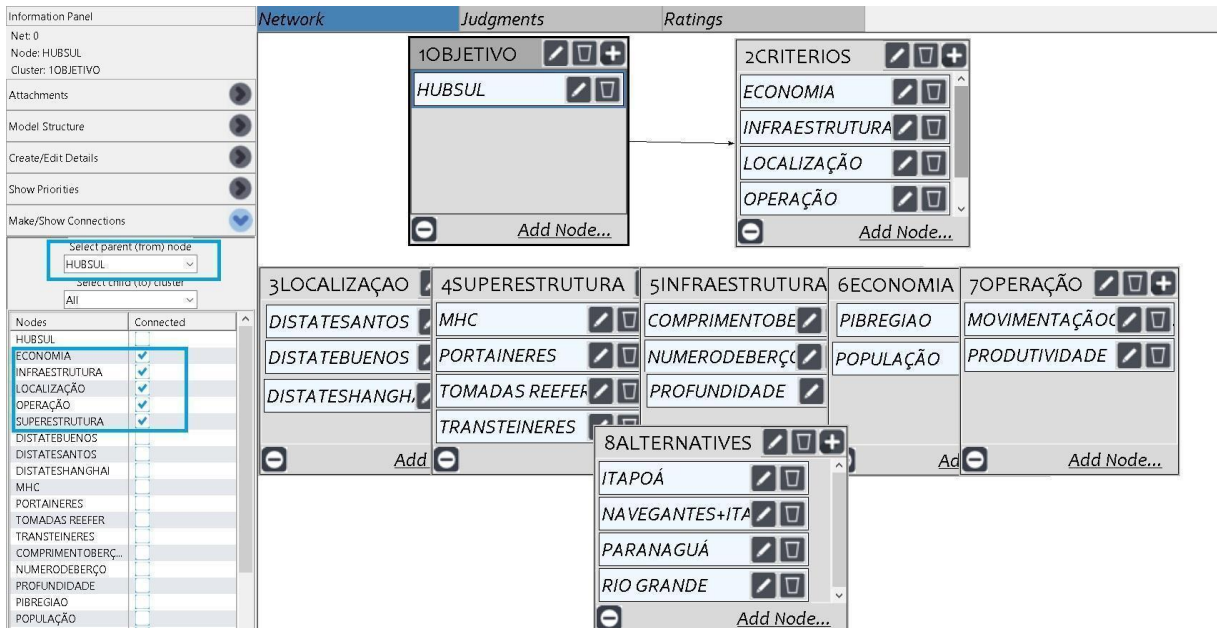 Information Panel
Net: 0
Node: HUBSUL
Cluster: 1OBJETIVO
Attachments
Model Structure
Create/Edit Details
Show Priorities
Make/Show Connections
Select parent (from) node
HUBSUL
Select child (to) cluster
All
Nodes Connected
HUBSUL
ECONOMIA
INFRAESTRUTURA
LOCALIZAÇÃO
OPERAÇÃO
SUPERESTRUTURA
DISTATEBUENOS
DISTATESANTOS
DISTATESHANGHAI
MHC
PORTAINERES
TOMADAS REEFER
TRANSTEINERES
COMPRIMENTOBERÇ...
NUMERODEBERÇO
PROFUNDIDADE
PIBREGIAO
POPULAÇÃO
Network Judgments Ratings
1OBJETIVO
HUBSUL
Add Node...
2CRITERIOS
ECONOMIA
INFRAESTRUTURA
LOCALIZAÇÃO
OPERAÇÃO
Add Node...
3LOCALIZAÇAO
DISTATESANTOS
DISTATEBUENOS
DISTATESHANGH
Add
4SUPERESTRUTURA
MHC
PORTAINERES
TOMADAS REEFER
TRANSTEINERES
5INFRAESTRUTURA
COMPRIMENTOBE
NUMERODEBERÇ
PROFUNDIDADE
6ECONOMIA
PIBREGIAO
POPULAÇÃO
Ad
7OPERAÇÃO
MOVIMENTAÇÃO
PRODUTIVIDADE
Add Node...
8ALTERNATIVES
ITAPOÁ
NAVEGANTES+ITA
PARANAGUÁ
RIO GRANDE
Add Node...